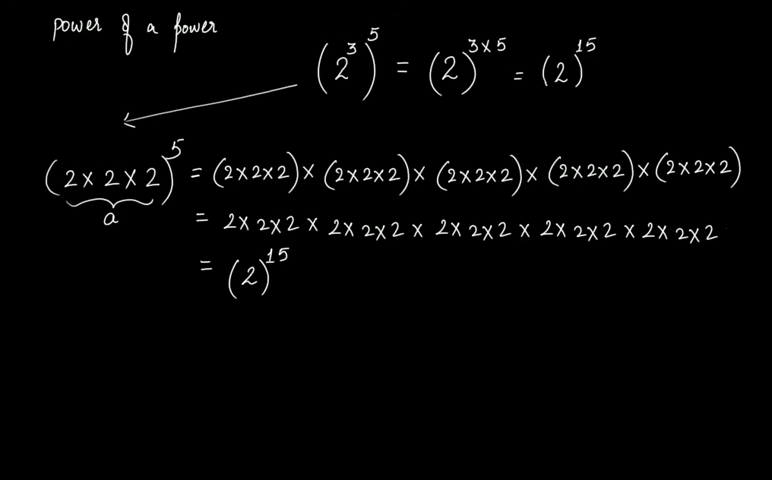 power of a power
(2³)⁵ = (2)³ˣ⁵ = (2)¹⁵
(2 × 2 × 2)⁵ = (2×2×2) × (2×2×2) × (2×2×2) × (2×2×2) × (2×2×2)
a
= 2× 2×2 × 2× 2×2 × 2× 2×2 × 2× 2×2 × 2× 2×2
= (2)¹⁵